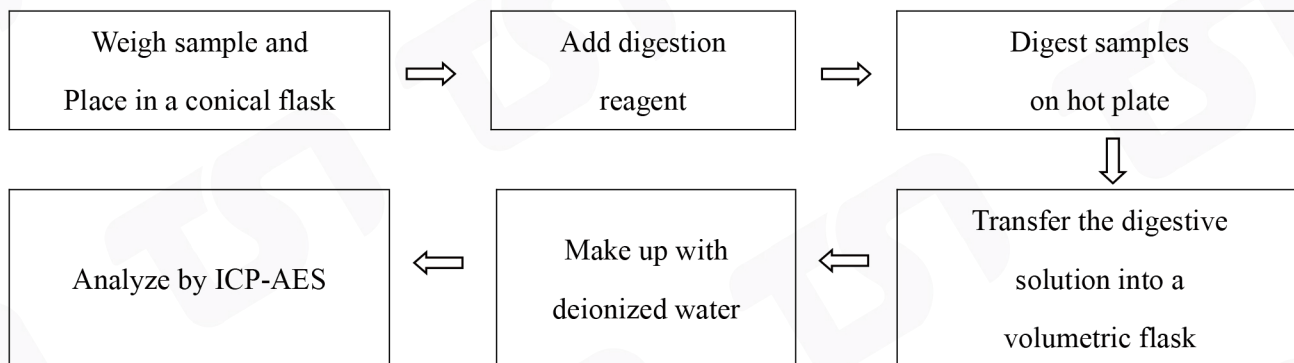 Weigh sample and
Place in a conical flask
Add digestion
reagent
Digest samples
on hot plate
Transfer the digestive
solution into a
volumetric flask
Make up with
deionized water
Analyze by ICP-AES